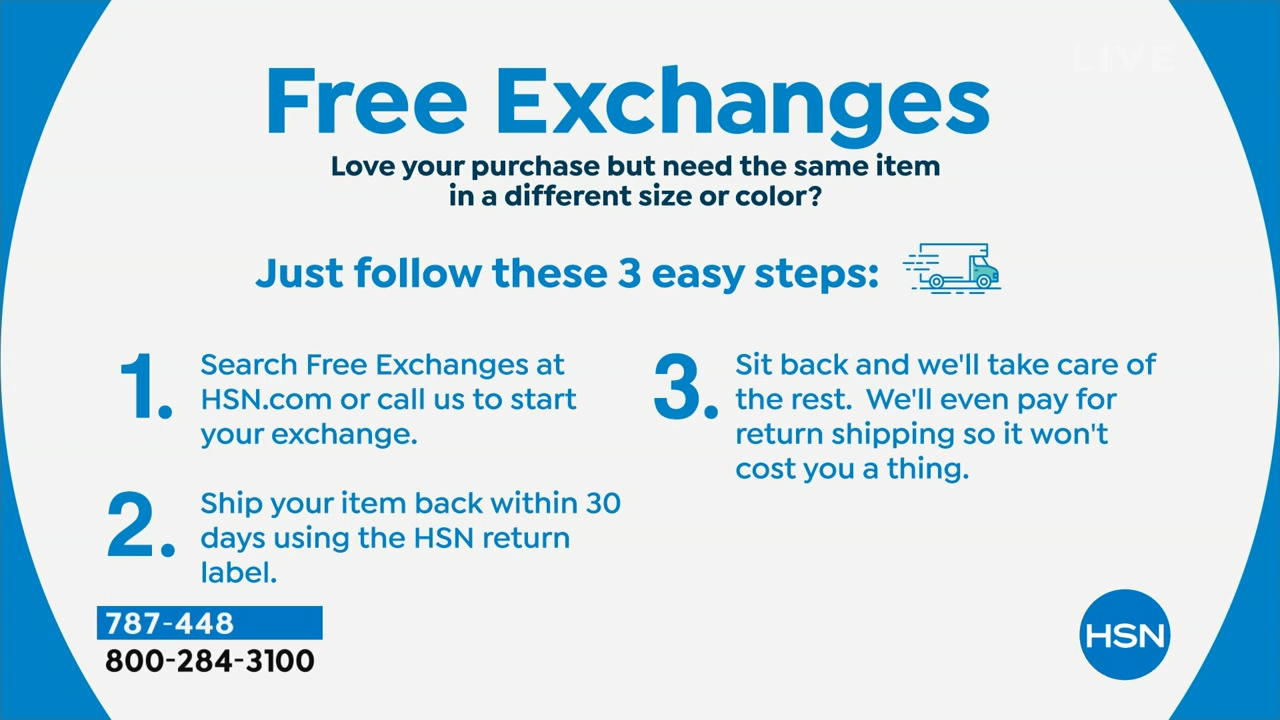 LIVE
Free Exchanges
Love your purchase but need the same item
in a different size or color?
Just follow these 3 easy steps:
1. Search Free Exchanges at
HSN.com or call us to start
your exchange.
2. Ship your item back within 30
days using the HSN return
label.
3. Sit back and we'll take care of
the rest.  We'll even pay for
return shipping so it won't
cost you a thing.
787-448
800-284-3100
HSN